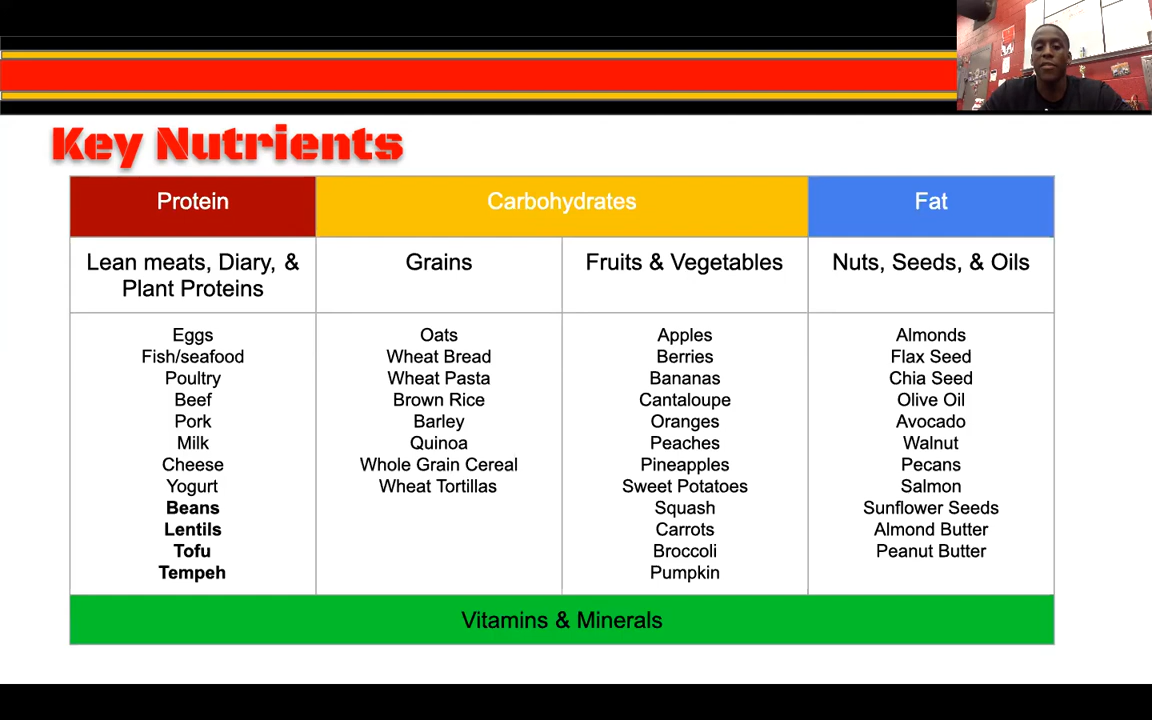 Key Nutrients
Protein
Carbohydrates
Fat
Lean meats, Diary, &
Plant Proteins
Grains
Fruits & Vegetables
Nuts, Seeds, & Oils
Eggs
Fish/seafood
Poultry
Beef
Pork
Milk
Cheese
Yogurt
Beans
Lentils
Tofu
Tempeh
Oats
Wheat Bread
Wheat Pasta
Brown Rice
Barley
Quinoa
Whole Grain Cereal
Wheat Tortillas
Apples
Berries
Bananas
Cantaloupe
Oranges
Peaches
Pineapples
Sweet Potatoes
Squash
Carrots
Broccoli
Pumpkin
Almonds
Flax Seed
Chia Seed
Olive Oil
Avocado
Walnut
Pecans
Salmon
Sunflower Seeds
Almond Butter
Peanut Butter
Vitamins & Minerals